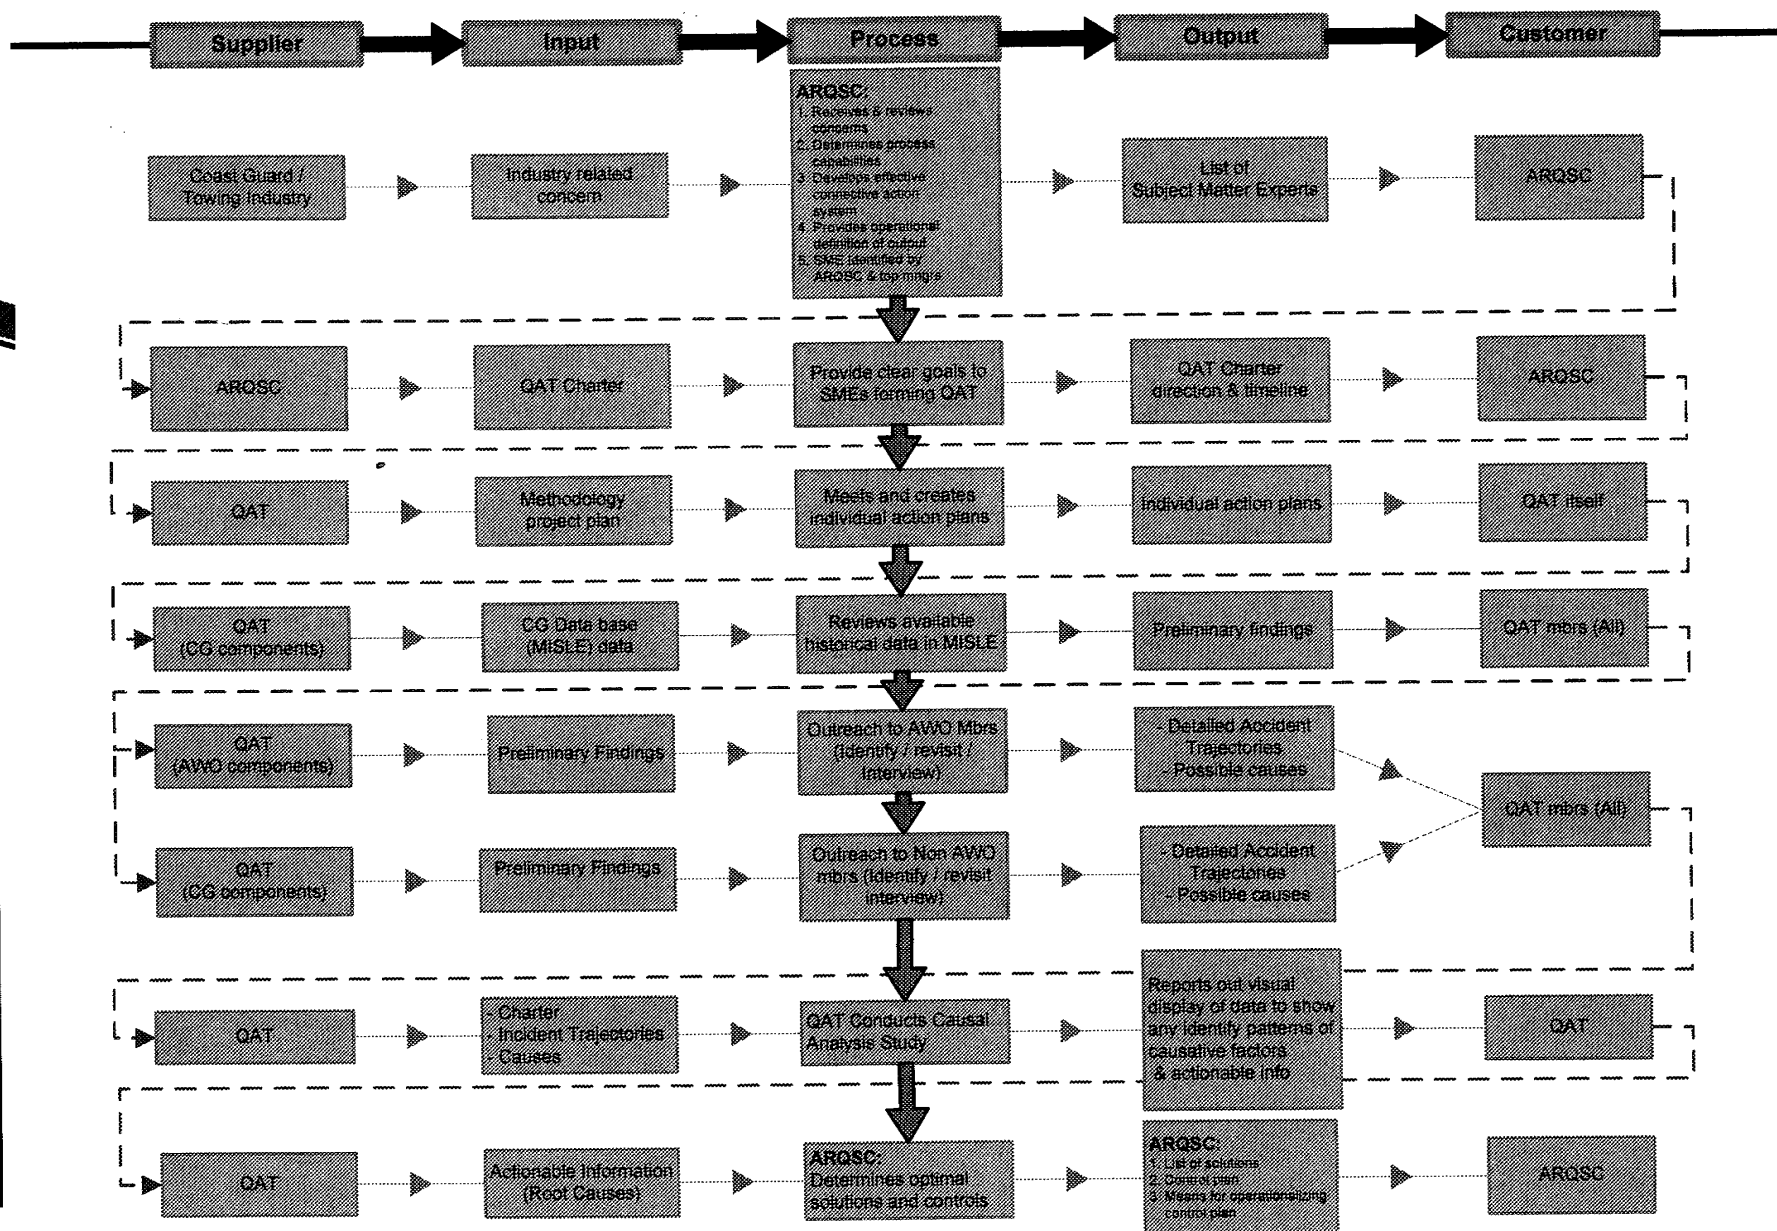 Supplier
Input
Process
Output
Customer
Coast Guard /
Towing Industry
Industry related
concern
ARQSC:
1. Receives & reviews
concerns
2. Determines process
capabilities
3. Develops effective
connective action
system
4. Provides operational
definition of output
5. SME identified by
ARQSC & top mngrs
List of
Subject Matter Experts
ARQSC
ARQSC
QAT Charter
Provide clear goals to
SMEs forming QAT
QAT Charter
direction & timeline
ARQSC
QAT
Methodology
project plan
Meets and creates
individual action plans
Individual action plans
QAT itself
QAT
(CG components)
CG Data base
(MISLE) data
Reviews available
historical data in MISLE
Preliminary findings
QAT mbrs (All)
QAT
(AWO components)
Preliminary Findings
Outreach to AWO Mbrs
(Identify / revisit /
Interview)
- Detailed Accident
Trajectories
- Possible causes
QAT mbrs (All)
QAT
(CG components)
Preliminary Findings
Outreach to Non AWO
mbrs (Identify / revisit
interview)
- Detailed Accident
Trajectories
- Possible causes
QAT
- Charter
- Incident Trajectories
- Causes
QAT Conducts Causal
Analysis Study
Reports out visual
display of data to show
any identify patterns of
causative factors
& actionable info
QAT
QAT
Actionable Information
(Root Causes)
ARQSC:
Determines optimal
solutions and controls
ARQSC:
1. List of solutions
2. Control plan
3. Means for operationalizing
control plan
ARQSC